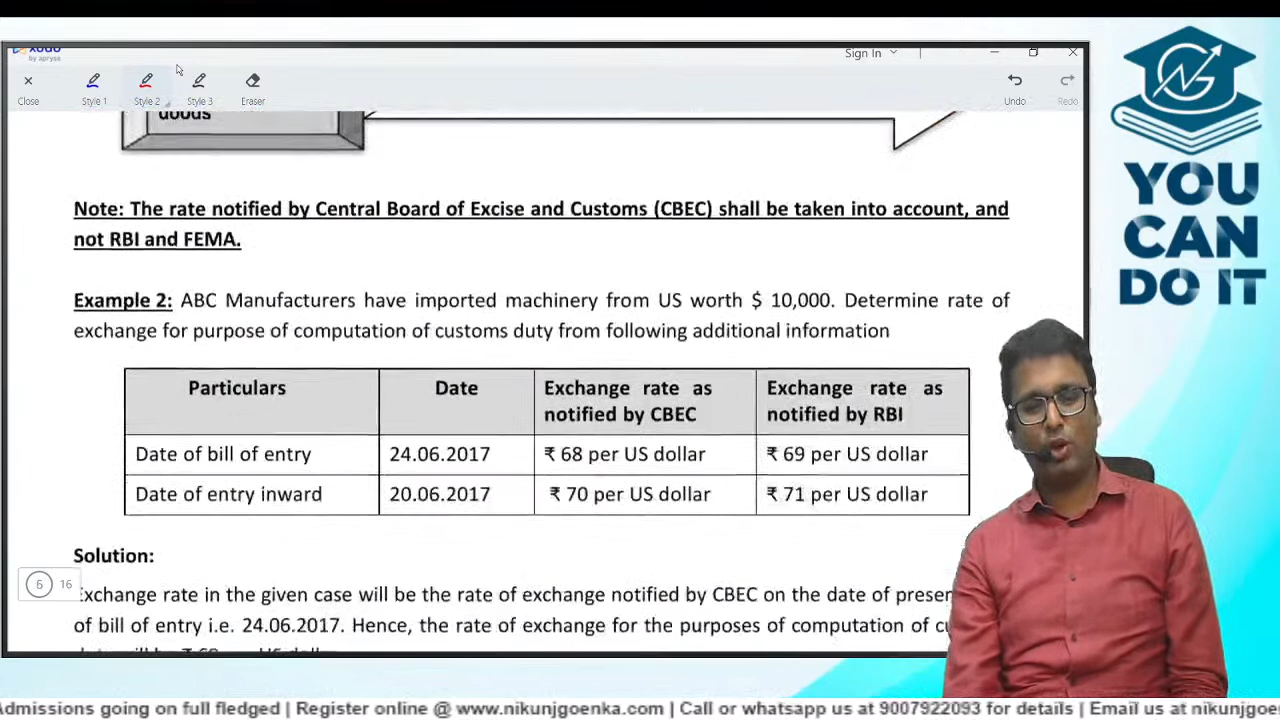 xodo
by apryse
Sign In
Close
Style 1
Style 2
Style 3
Eraser
Undo
Redo
Goods
Note: The rate notified by Central Board of Excise and Customs (CBEC) shall be taken into account, and
not RBI and FEMA.
Example 2: ABC Manufacturers have imported machinery from US worth $ 10,000. Determine rate of
exchange for purpose of computation of customs duty from following additional information
Particulars Date Exchange rate as notified by CBEC Exchange rate as notified by RBI
Date of bill of entry 24.06.2017 ₹ 68 per US dollar ₹ 69 per US dollar
Date of entry inward 20.06.2017 ₹ 70 per US dollar ₹ 71 per US dollar
Solution:
5 16
Exchange rate in the given case will be the rate of exchange notified by CBEC on the date of presen
of bill of entry i.e. 24.06.2017. Hence, the rate of exchange for the purposes of computation of cu
YOU
CAN
DO IT
Admissions going on full fledged | Register online @ www.nikunjgoenka.com | Call or whatsapp us at 9007922093 for details | Email us at nikunjgoe